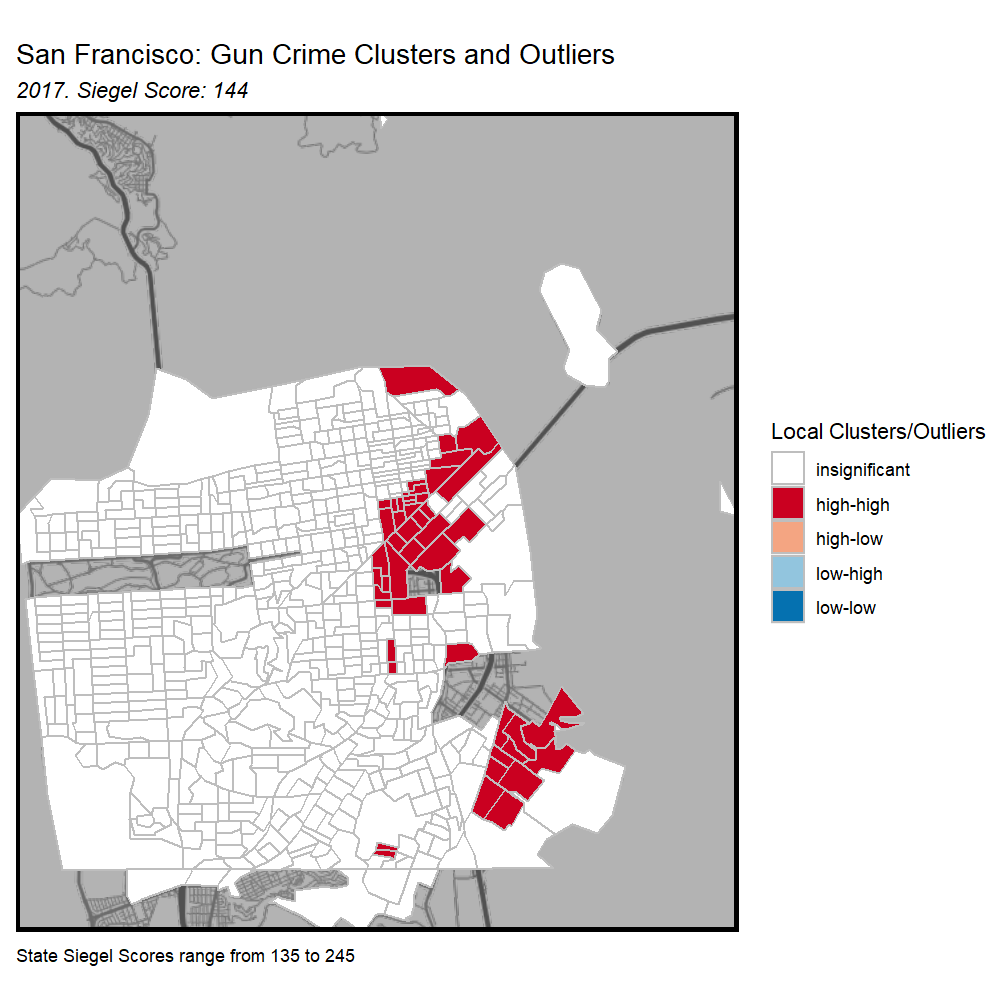 San Francisco: Gun Crime Clusters and Outliers
2017. Siegel Score: 144
Local Clusters/Outliers
insignificant
high-high
high-low
low-high
low-low
State Siegel Scores range from 135 to 245